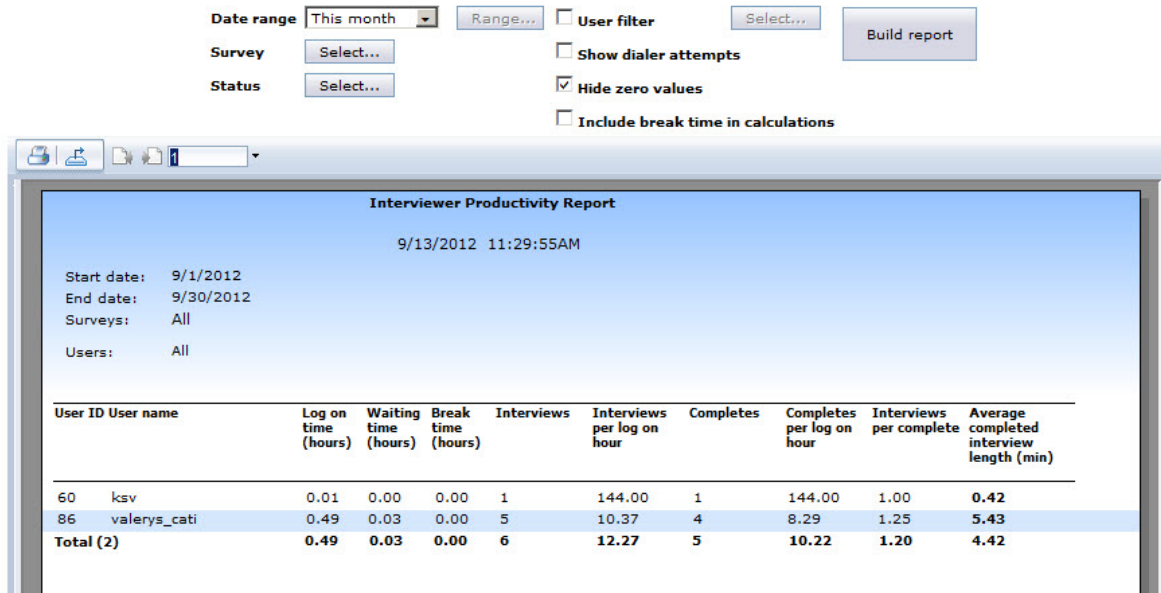 Date range This month Range... User filter Select... Build report
Survey Select... Show dialer attempts
Status Select... Hide zero values
Include break time in calculations
1
Interviewer Productivity Report
9/13/2012 11:29:55AM
Start date: 9/1/2012
End date: 9/30/2012
Surveys: All
Users: All
User ID User name Log on Waiting Break Interviews Interviews Completes Completes Interviews Average
time time time per log on per log on per complete completed
(hours) (hours) (hours) hour hour interview
length (min)
60 ksv 0.01 0.00 0.00 1 144.00 1 144.00 1.00 0.42
86 valerys_cati 0.49 0.03 0.00 5 10.37 4 8.29 1.25 5.43
Total (2) 0.49 0.03 0.00 6 12.27 5 10.22 1.20 4.42